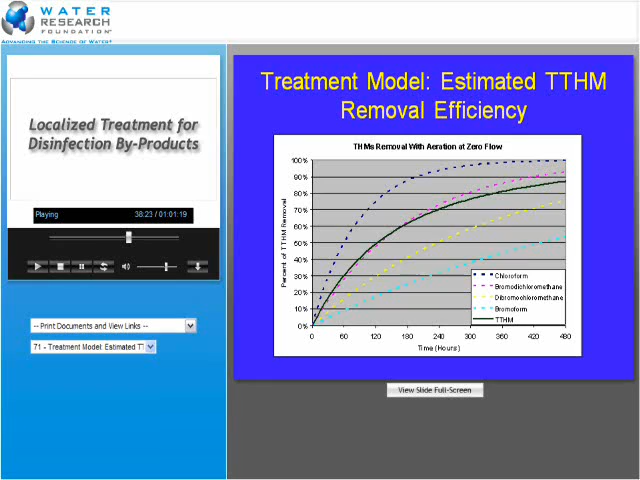 WATER
RESEARCH
FOUNDATION
ADVANCING THE SCIENCE OF WATER®
Localized Treatment for
Disinfection By-Products
Playing 38:23 / 01:01:19
-- Print Documents and View Links --
71 - Treatment Model: Estimated TT
Treatment Model: Estimated TTHM
Removal Efficiency
THMs Removal With Aeration at Zero Flow
Percent of TTHM Removal
100%
90%
80%
70%
60%
50%
40%
30%
20%
10%
0%
0 60 120 180 240 300 360 420 480
Time (Hours)
Chloroform
Bromodichloromethane
Dibromochloromethane
Bromoform
TTHM
View Slide Full-Screen